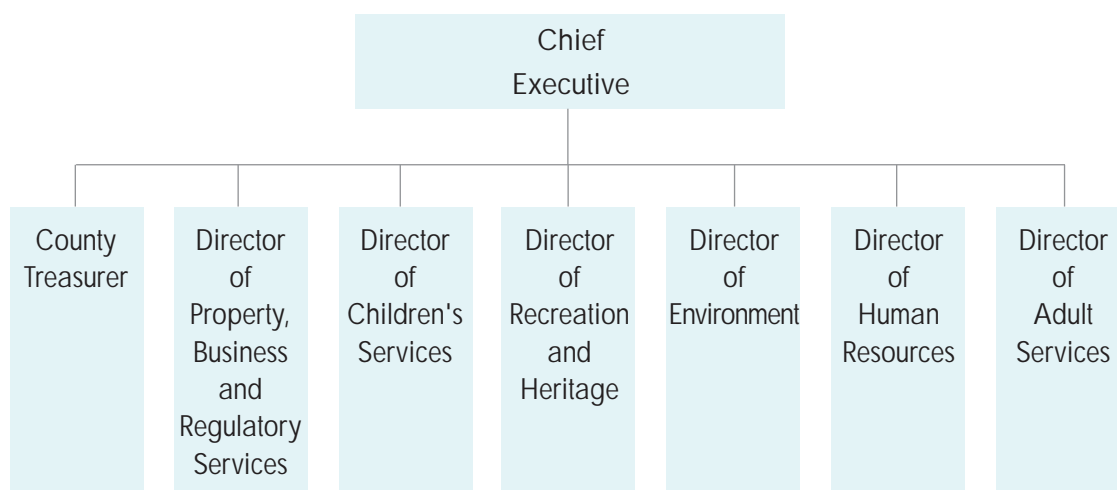 Chief
Executive
County
Treasurer
Director
of
Property,
Business
and
Regulatory
Services
Director
of
Children's
Services
Director
of
Recreation
and
Heritage
Director
of
Environment
Director
of
Human
Resources
Director
of
Adult
Services